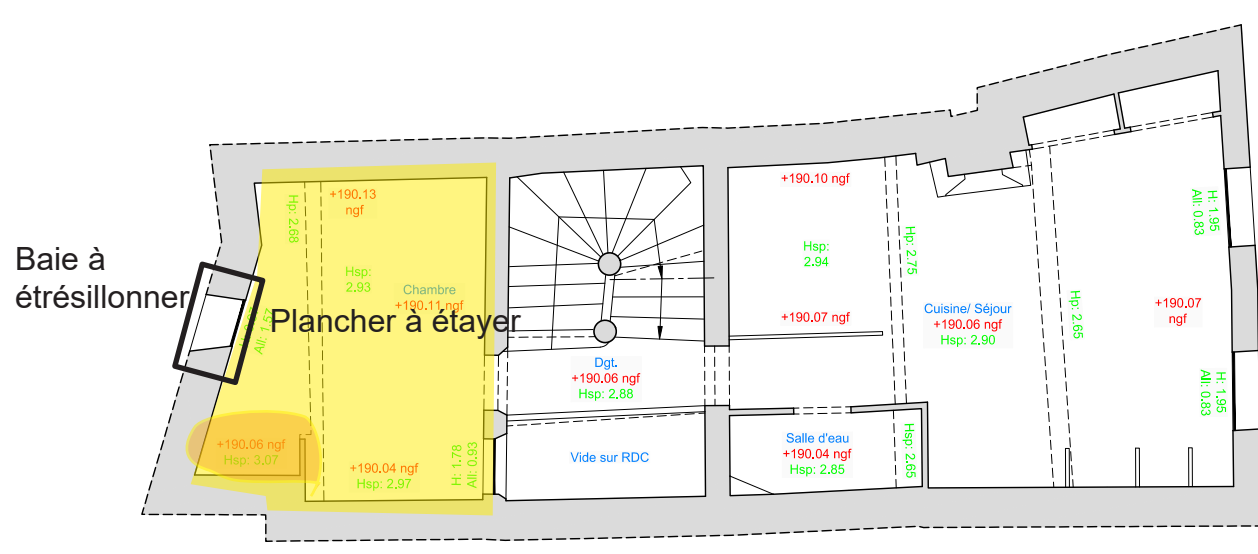 Baie à
étrésillonner
Plancher à étayer
+190.13
ngf
Hp: 2.68
Hsp:
2.93
Chambre
+190.11 ngf
All: 1.57
+190.06 ngf
Hsp: 3.07
+190.04 ngf
Hsp: 2.97
H: 1.78
All: 0.93
Dgt.
+190.06 ngf
Hsp: 2.88
Vide sur RDC
+190.10 ngf
Hsp:
2.94
+190.07 ngf
Hp: 2.75
Salle d'eau
+190.04 ngf
Hsp: 2.85
Hsp: 2.65
Cuisine/ Séjour
+190.06 ngf
Hsp: 2.90
Hp: 2.65
+190.07
ngf
H: 1.95
All: 0.83
H: 1.95
All: 0.83